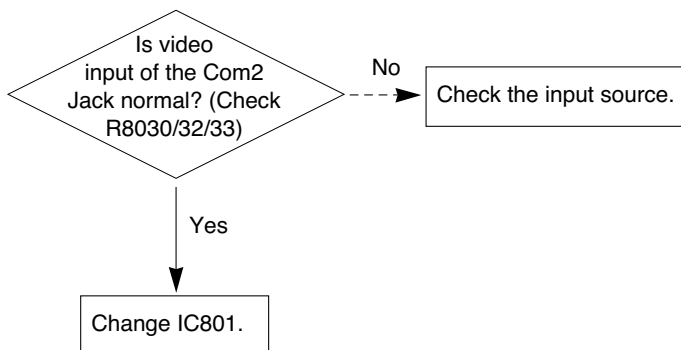 Is video
input of the Com2
Jack normal? (Check
R8030/32/33)
No
Check the input source.
Yes
Change IC801.